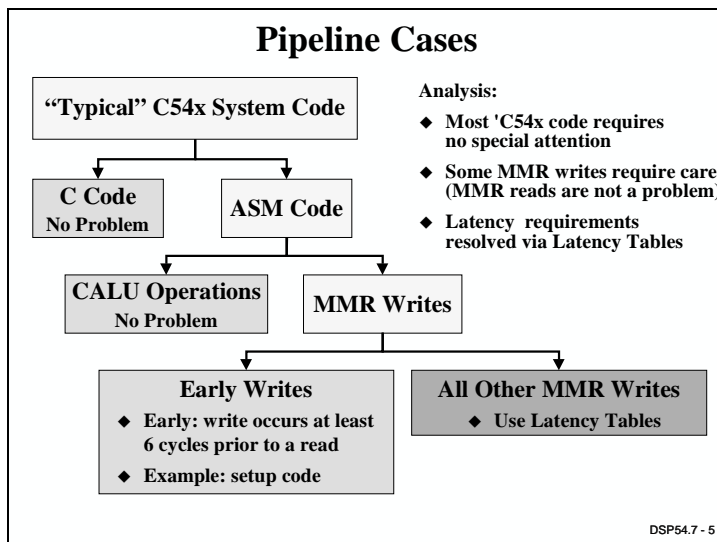 Pipeline Cases
“Typical” C54x System Code
C Code
No Problem
ASM Code
CALU Operations
No Problem
MMR Writes
Early Writes
◆ Early: write occurs at least
6 cycles prior to a read
◆ Example: setup code
All Other MMR Writes
◆ Use Latency Tables
Analysis:
◆ Most 'C54x code requires
no special attention
◆ Some MMR writes require care
(MMR reads are not a problem)
◆ Latency requirements
resolved via Latency Tables
DSP54.7 - 5